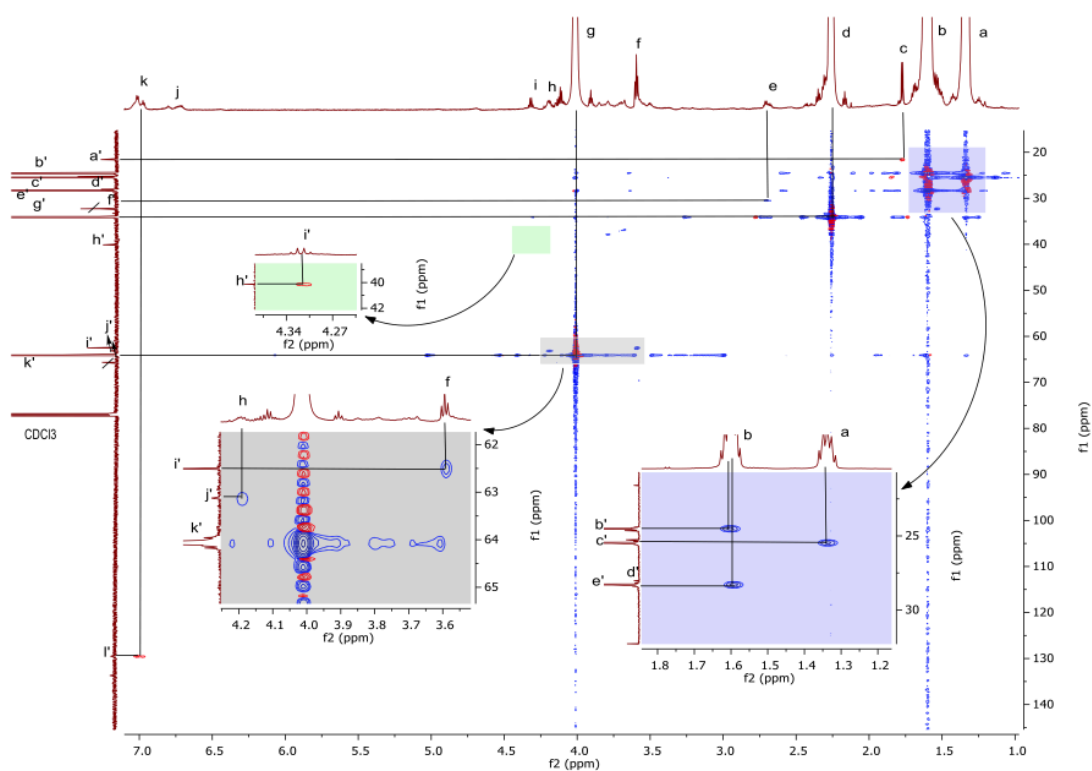 g
f
d
c
b
a
k
j
i
h
e
a'
b'
c'
d'
e'
f'
g'
h'
j'
i'
k'
CDCl3
l'
20
30
40
50
60
70
80
90
100
110
120
130
140
f1 (ppm)
7.0
6.5
6.0
5.5
5.0
4.5
4.0
3.5
3.0
2.5
2.0
1.5
1.0
f2 (ppm)
i'
h'
40
42
f1 (ppm)
4.34
4.27
f2 (ppm)
h
f
i'
j'
k'
62
63
64
65
f1 (ppm)
4.2
4.1
4.0
3.9
3.8
3.7
3.6
f2 (ppm)
b
a
b'
c'
d'
e'
25
30
f1 (ppm)
1.8
1.7
1.6
1.5
1.4
1.3
1.2
f2 (ppm)